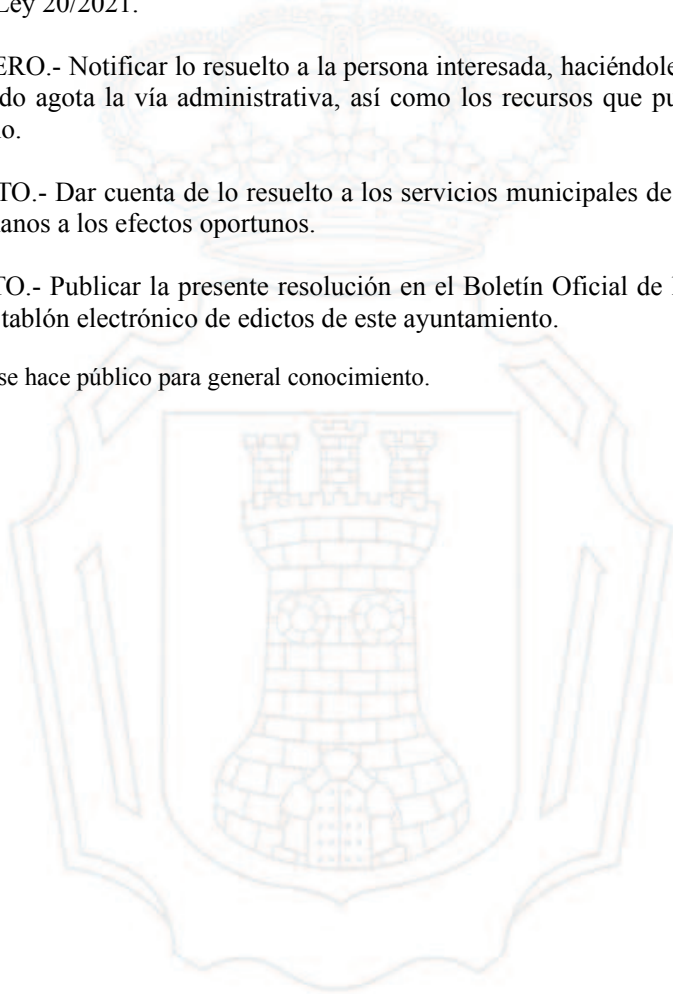 Ley 20/2021.
ERO.- Notificar lo resuelto a la persona interesada, haciéndole
do agota la vía administrativa, así como los recursos que pu
o.
TO.- Dar cuenta de lo resuelto a los servicios municipales de
anos a los efectos oportunos.
TO.- Publicar la presente resolución en el Boletín Oficial de
tablón electrónico de edictos de este ayuntamiento.
se hace público para general conocimiento.